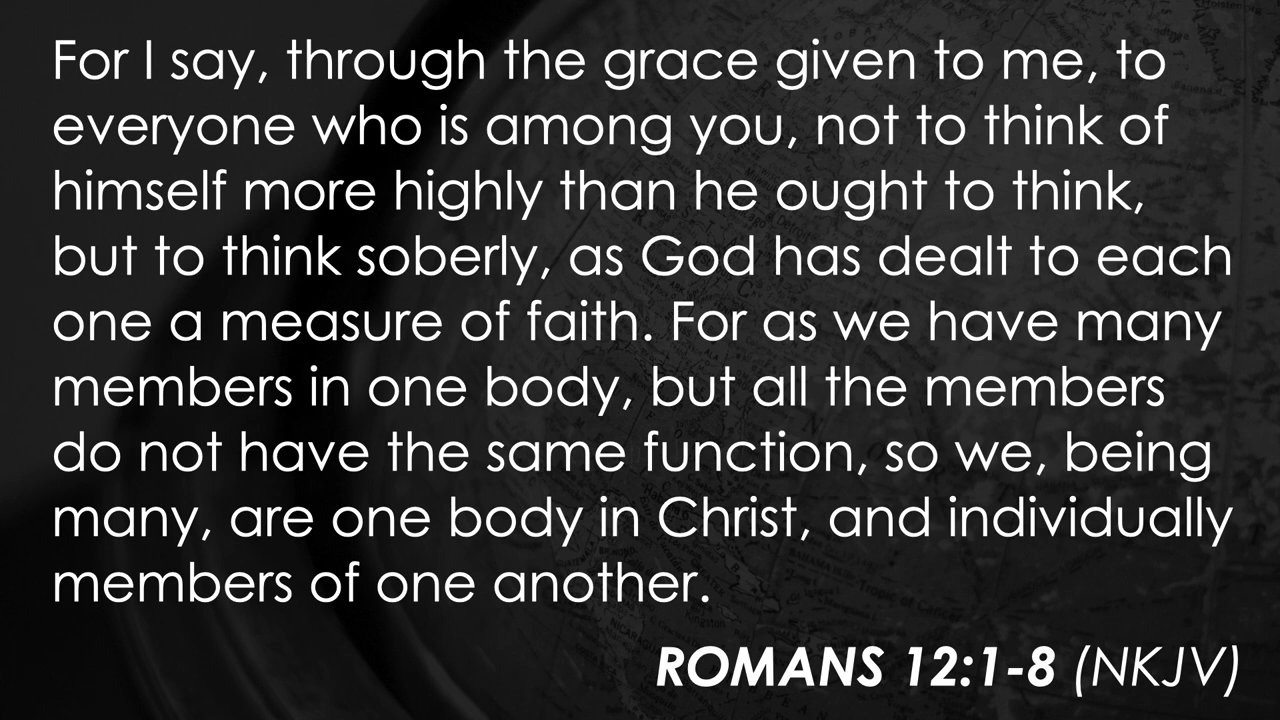 For I say, through the grace given to me, to
everyone who is among you, not to think of
himself more highly than he ought to think,
but to think soberly, as God has dealt to each
one a measure of faith. For as we have many
members in one body, but all the members
do not have the same function, so we, being
many, are one body in Christ, and individually
members of one another.
ROMANS 12:1-8 (NKJV)
Tropic of Cancer